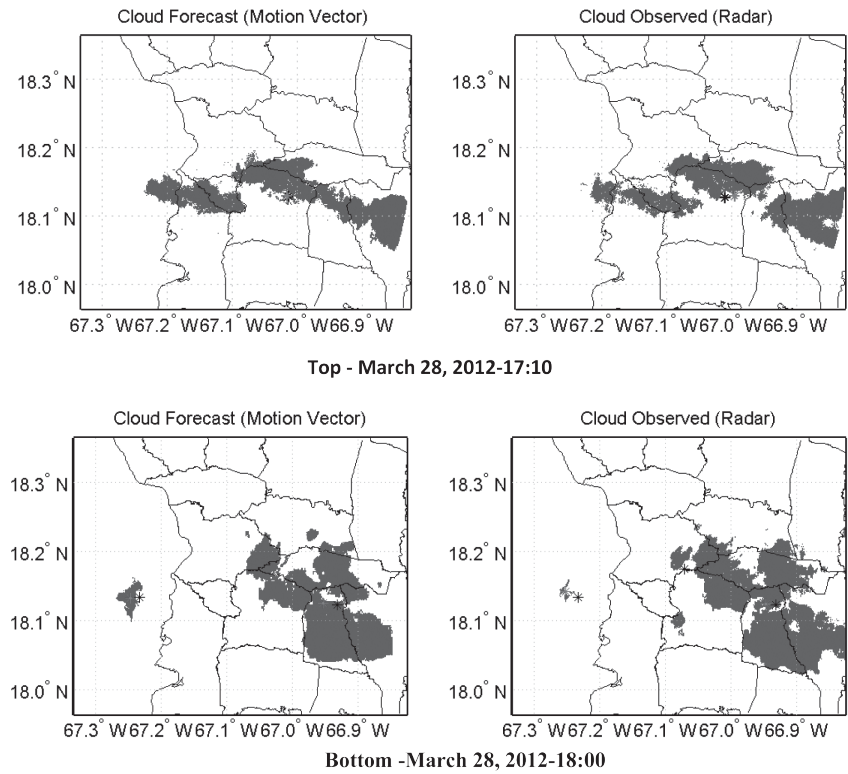 Cloud Forecast (Motion Vector)
Cloud Observed (Radar)
18.3° N
18.2° N
18.1° N
18.0° N
67.3° W67.2° W67.1° W67.0° W66.9° W
18.3° N
18.2° N
18.1° N
18.0° N
67.3° W67.2° W67.1° W67.0° W66.9° W
Top - March 28, 2012-17:10
Cloud Forecast (Motion Vector)
Cloud Observed (Radar)
18.3° N
18.2° N
18.1° N
18.0° N
67.3° W67.2° W67.1° W67.0° W66.9° W
18.3° N
18.2° N
18.1° N
18.0° N
67.3° W67.2° W67.1° W67.0° W66.9° W
Bottom -March 28, 2012-18:00